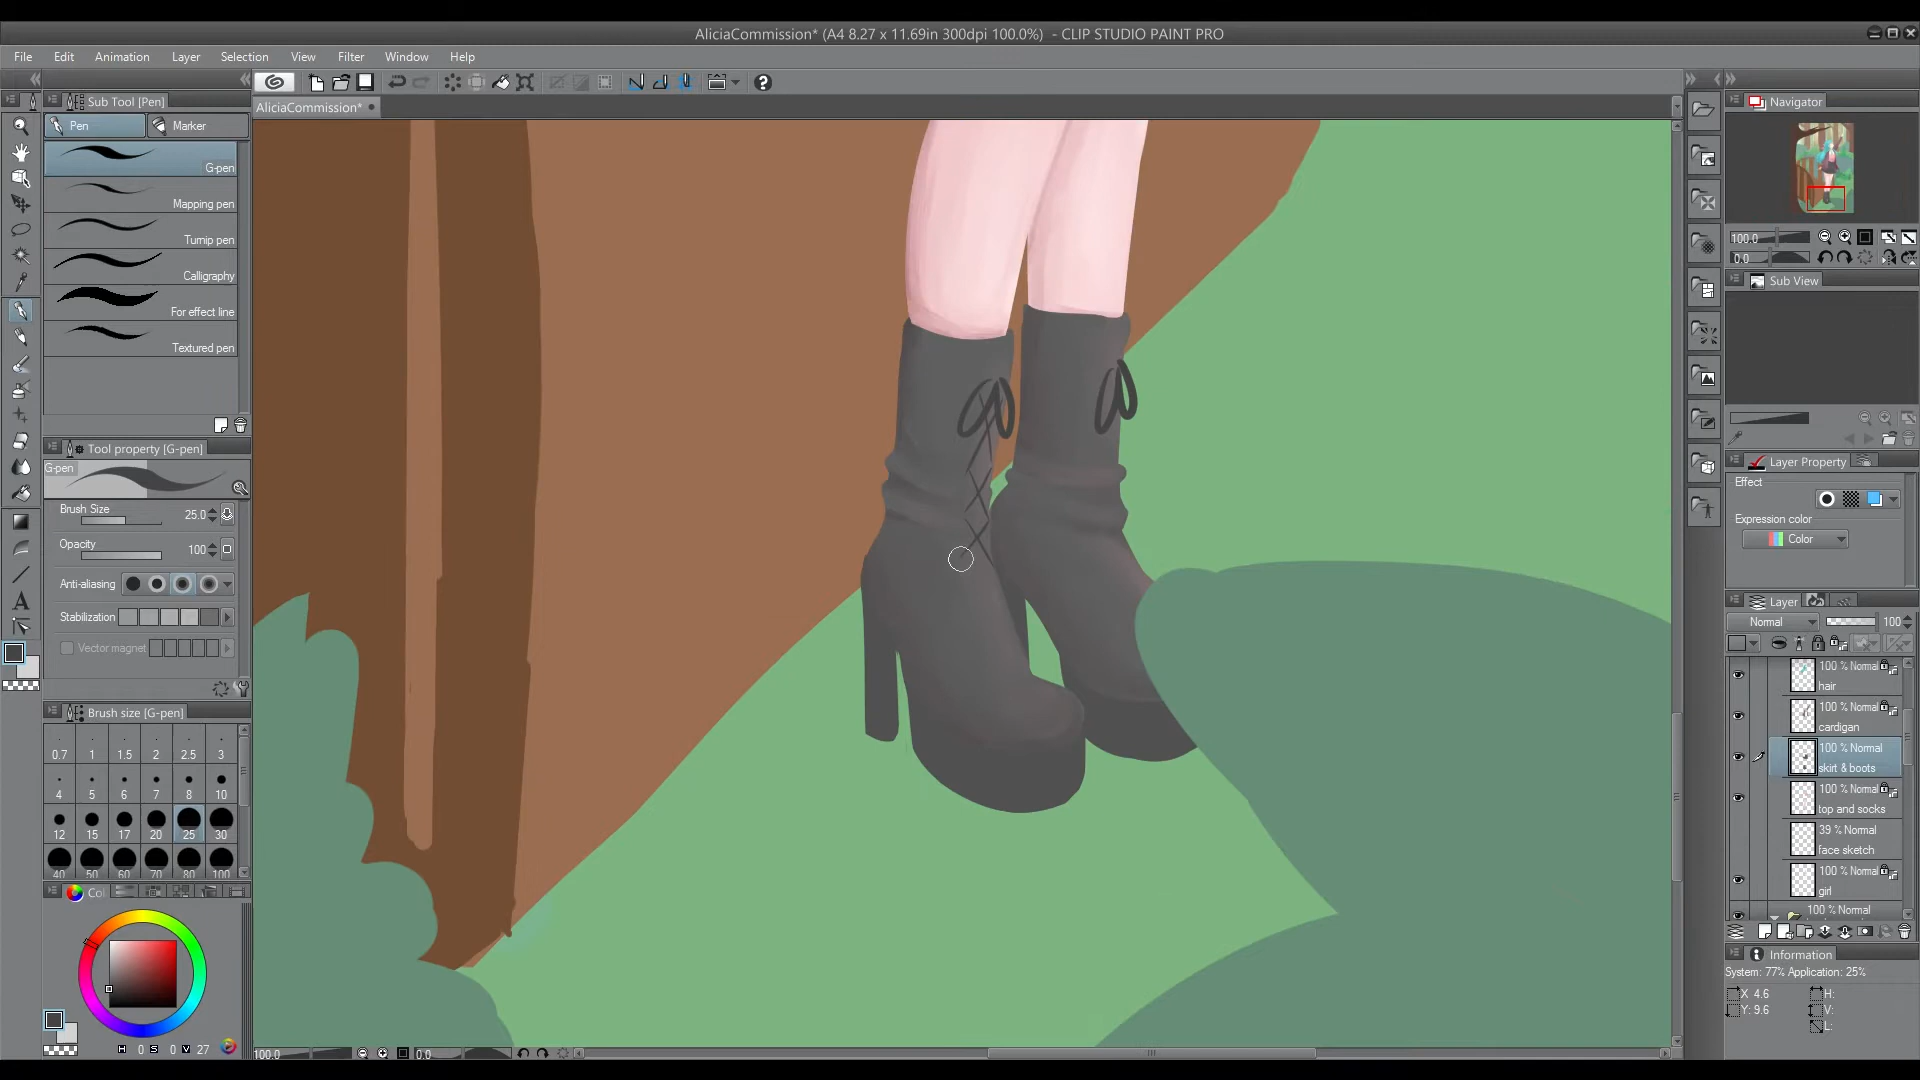 AliciaCommission* (A4 8.27 x 11.69in 300dpi 100.0%) - CLIP STUDIO PAINT PRO
File Edit Animation Layer Selection View Filter Window Help
Sub Tool [Pen]
AliciaCommission*
Pen Marker
G-pen
Mapping pen
Turnip pen
Calligraphy
For effect line
Textured pen
Tool property [G-pen]
G-pen
Brush Size 25.0
Opacity 100
Anti-aliasing
Stabilization
Vector magnet
Brush size [G-pen]
0.7 1 1.5 2 2.5 3
4 5 6 7 8 10
12 15 17 20 25 30
40 50 60 70 80 100
Col
H 0 S 0 V 27
100.0 0.0
Navigator
100.0
0.0
Sub View
Layer Property
Effect
Expression color
Color
Layer
Normal 100
100 % Normal
hair
100 % Normal
cardigan
100 % Normal
skirt & boots
100 % Normal
top and socks
39 % Normal
face sketch
100 % Normal
girl
100 % Normal
Information
System: 77% Application: 25%
X 4.6 H:
Y: 9.6 V:
L: